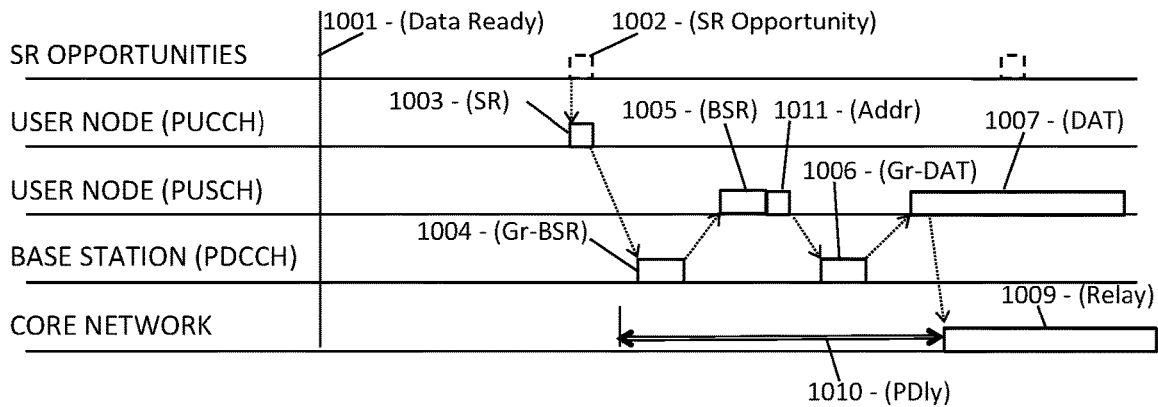 1001 - (Data Ready)
1002 - (SR Opportunity)
SR OPPORTUNITIES
1003 - (SR)
1005 - (BSR)
1011 - (Addr)
1007 - (DAT)
USER NODE (PUCCH)
1006 - (Gr-DAT)
USER NODE (PUSCH)
1004 - (Gr-BSR)
BASE STATION (PDCCH)
1009 - (Relay)
CORE NETWORK
1010 - (PDly)